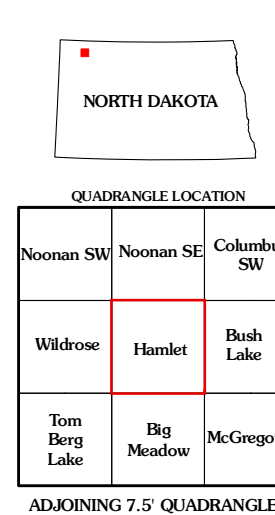 NORTH DAKOTA
QUADRANGLE LOCATION
Noonan SW
Noonan SE
Columbu
SW
Wildrose
Hamlet
Bush
Lake
Tom
Berg
Lake
Big
Meadow
McGrego
ADJOINING 7.5' QUADRANGLE